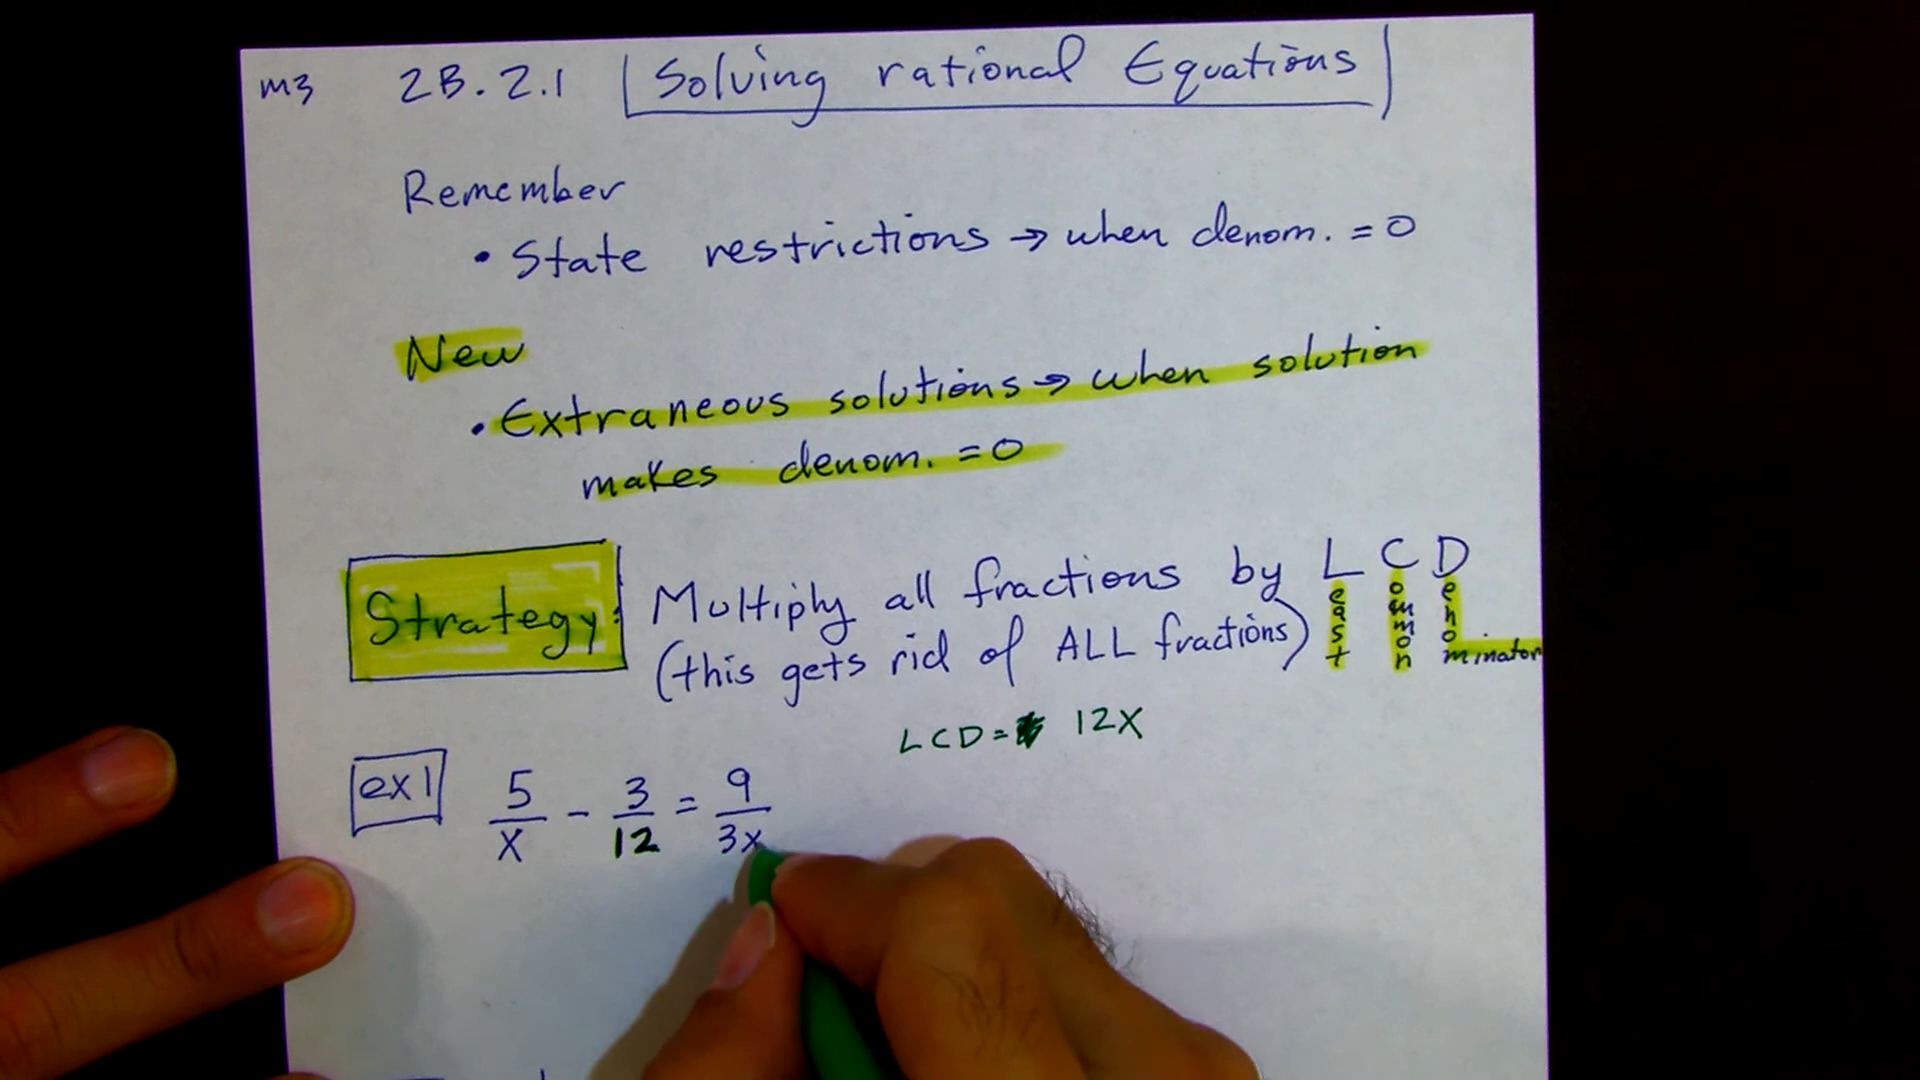 m3 2B.2.1 Solving rational Equations
Remember
• State restrictions → when denom. = 0
New
• Extraneous solutions → when solution
makes denom. = 0
Strategy: Multiply all fractions by LCD
(this gets rid of ALL fractions)
Least Common Denominator
LCD = 12X
ex1 5/x - 3/12 = 9/3x